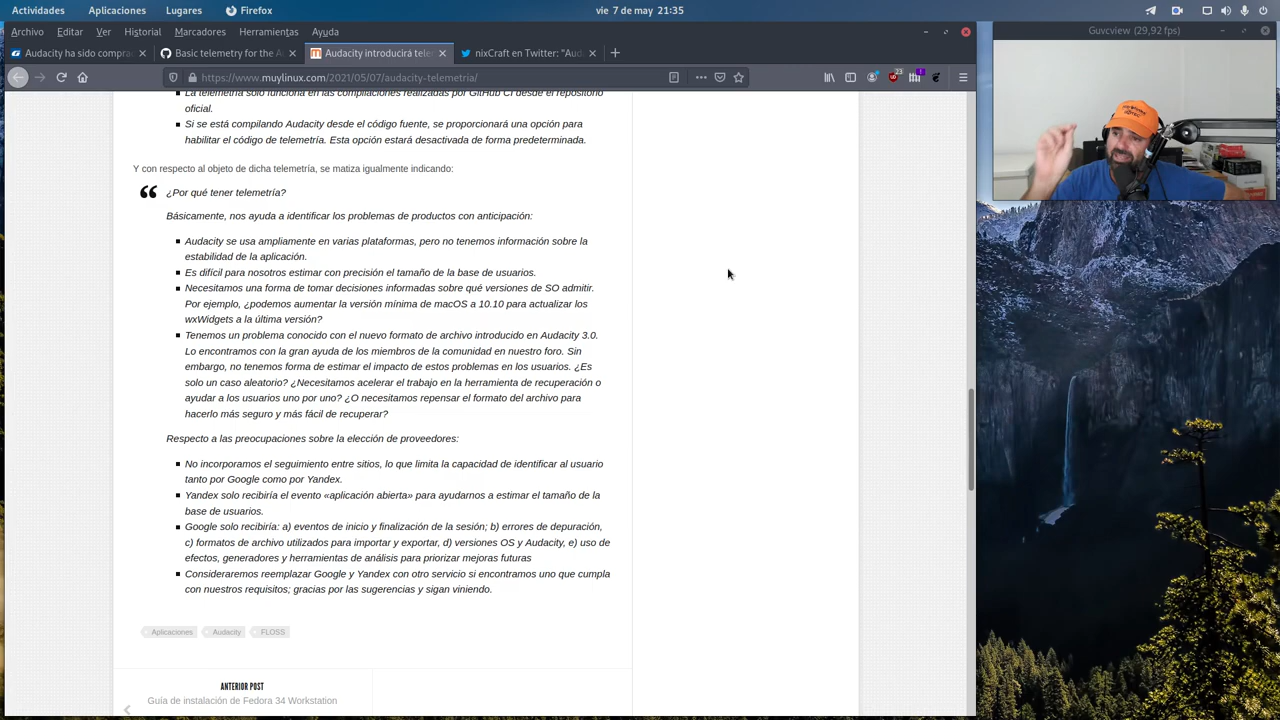 Actividades
Aplicaciones
Lugares
Firefox
vie 7 de may 21:35
Archivo
Editar
Ver
Historial
Marcadores
Herramientas
Ayuda
Guvcview (29,92 fps)
Audacity ha sido comprad
Basic telemetry for the A
Audacity introducirá telem
nixCraft en Twitter: "Auda
https://www.muylinux.com/2021/05/07/audacity-telemetria/
23
La telemetría solo funciona en las compilaciones realizadas por GitHub CI desde el repositorio
oficial.
Si se está compilando Audacity desde el código fuente, se proporcionará una opción para
habilitar el código de telemetría. Esta opción estará desactivada de forma predeterminada.
Y con respecto al objeto de dicha telemetría, se matiza igualmente indicando:
¿Por qué tener telemetría?
Básicamente, nos ayuda a identificar los problemas de productos con anticipación:
Audacity se usa ampliamente en varias plataformas, pero no tenemos información sobre la
estabilidad de la aplicación.
Es difícil para nosotros estimar con precisión el tamaño de la base de usuarios.
Necesitamos una forma de tomar decisiones informadas sobre qué versiones de SO admitir.
Por ejemplo, ¿podemos aumentar la versión mínima de macOS a 10.10 para actualizar los
wxWidgets a la última versión?
Tenemos un problema conocido con el nuevo formato de archivo introducido en Audacity 3.0.
Lo encontramos con la gran ayuda de los miembros de la comunidad en nuestro foro. Sin
embargo, no tenemos forma de estimar el impacto de estos problemas en los usuarios. ¿Es
solo un caso aleatorio? ¿Necesitamos acelerar el trabajo en la herramienta de recuperación o
ayudar a los usuarios uno por uno? ¿O necesitamos repensar el formato del archivo para
hacerlo más seguro y más fácil de recuperar?
Respecto a las preocupaciones sobre la elección de proveedores:
No incorporamos el seguimiento entre sitios, lo que limita la capacidad de identificar al usuario
tanto por Google como por Yandex.
Yandex solo recibiría el evento «aplicación abierta» para ayudarnos a estimar el tamaño de la
base de usuarios.
Google solo recibiría: a) eventos de inicio y finalización de la sesión; b) errores de depuración,
c) formatos de archivo utilizados para importar y exportar, d) versiones OS y Audacity, e) uso de
efectos, generadores y herramientas de análisis para priorizar mejoras futuras
Consideraremos reemplazar Google y Yandex con otro servicio si encontramos uno que cumpla
con nuestros requisitos; gracias por las sugerencias y sigan viniendo.
Aplicaciones
Audacity
FLOSS
ANTERIOR POST
Guía de instalación de Fedora 34 Workstation